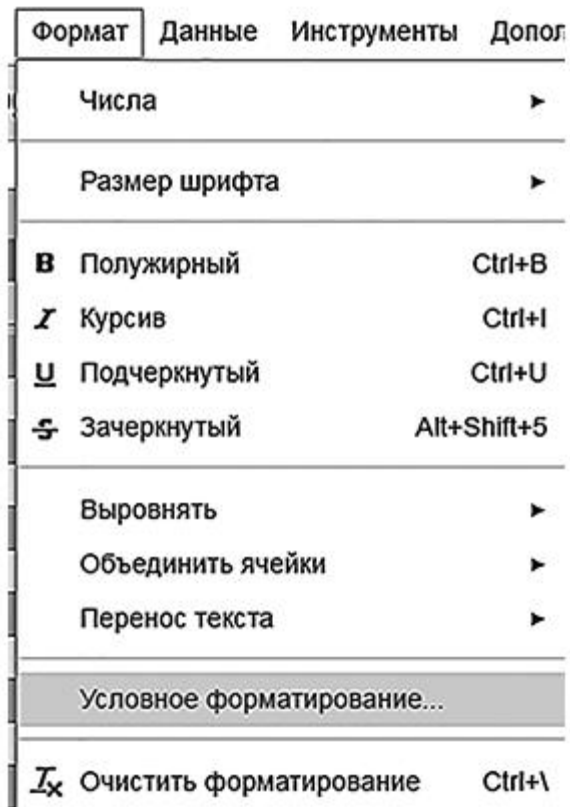 Формат Данные Инструменты Допол
Числа
Размер шрифта
B Полужирный Ctrl+B
I Курсив Ctrl+I
U Подчеркнутый Ctrl+U
S Зачеркнутый Alt+Shift+5
Выровнять
Объединить ячейки
Перенос текста
Условное форматирование...
Очистить форматирование Ctrl+\